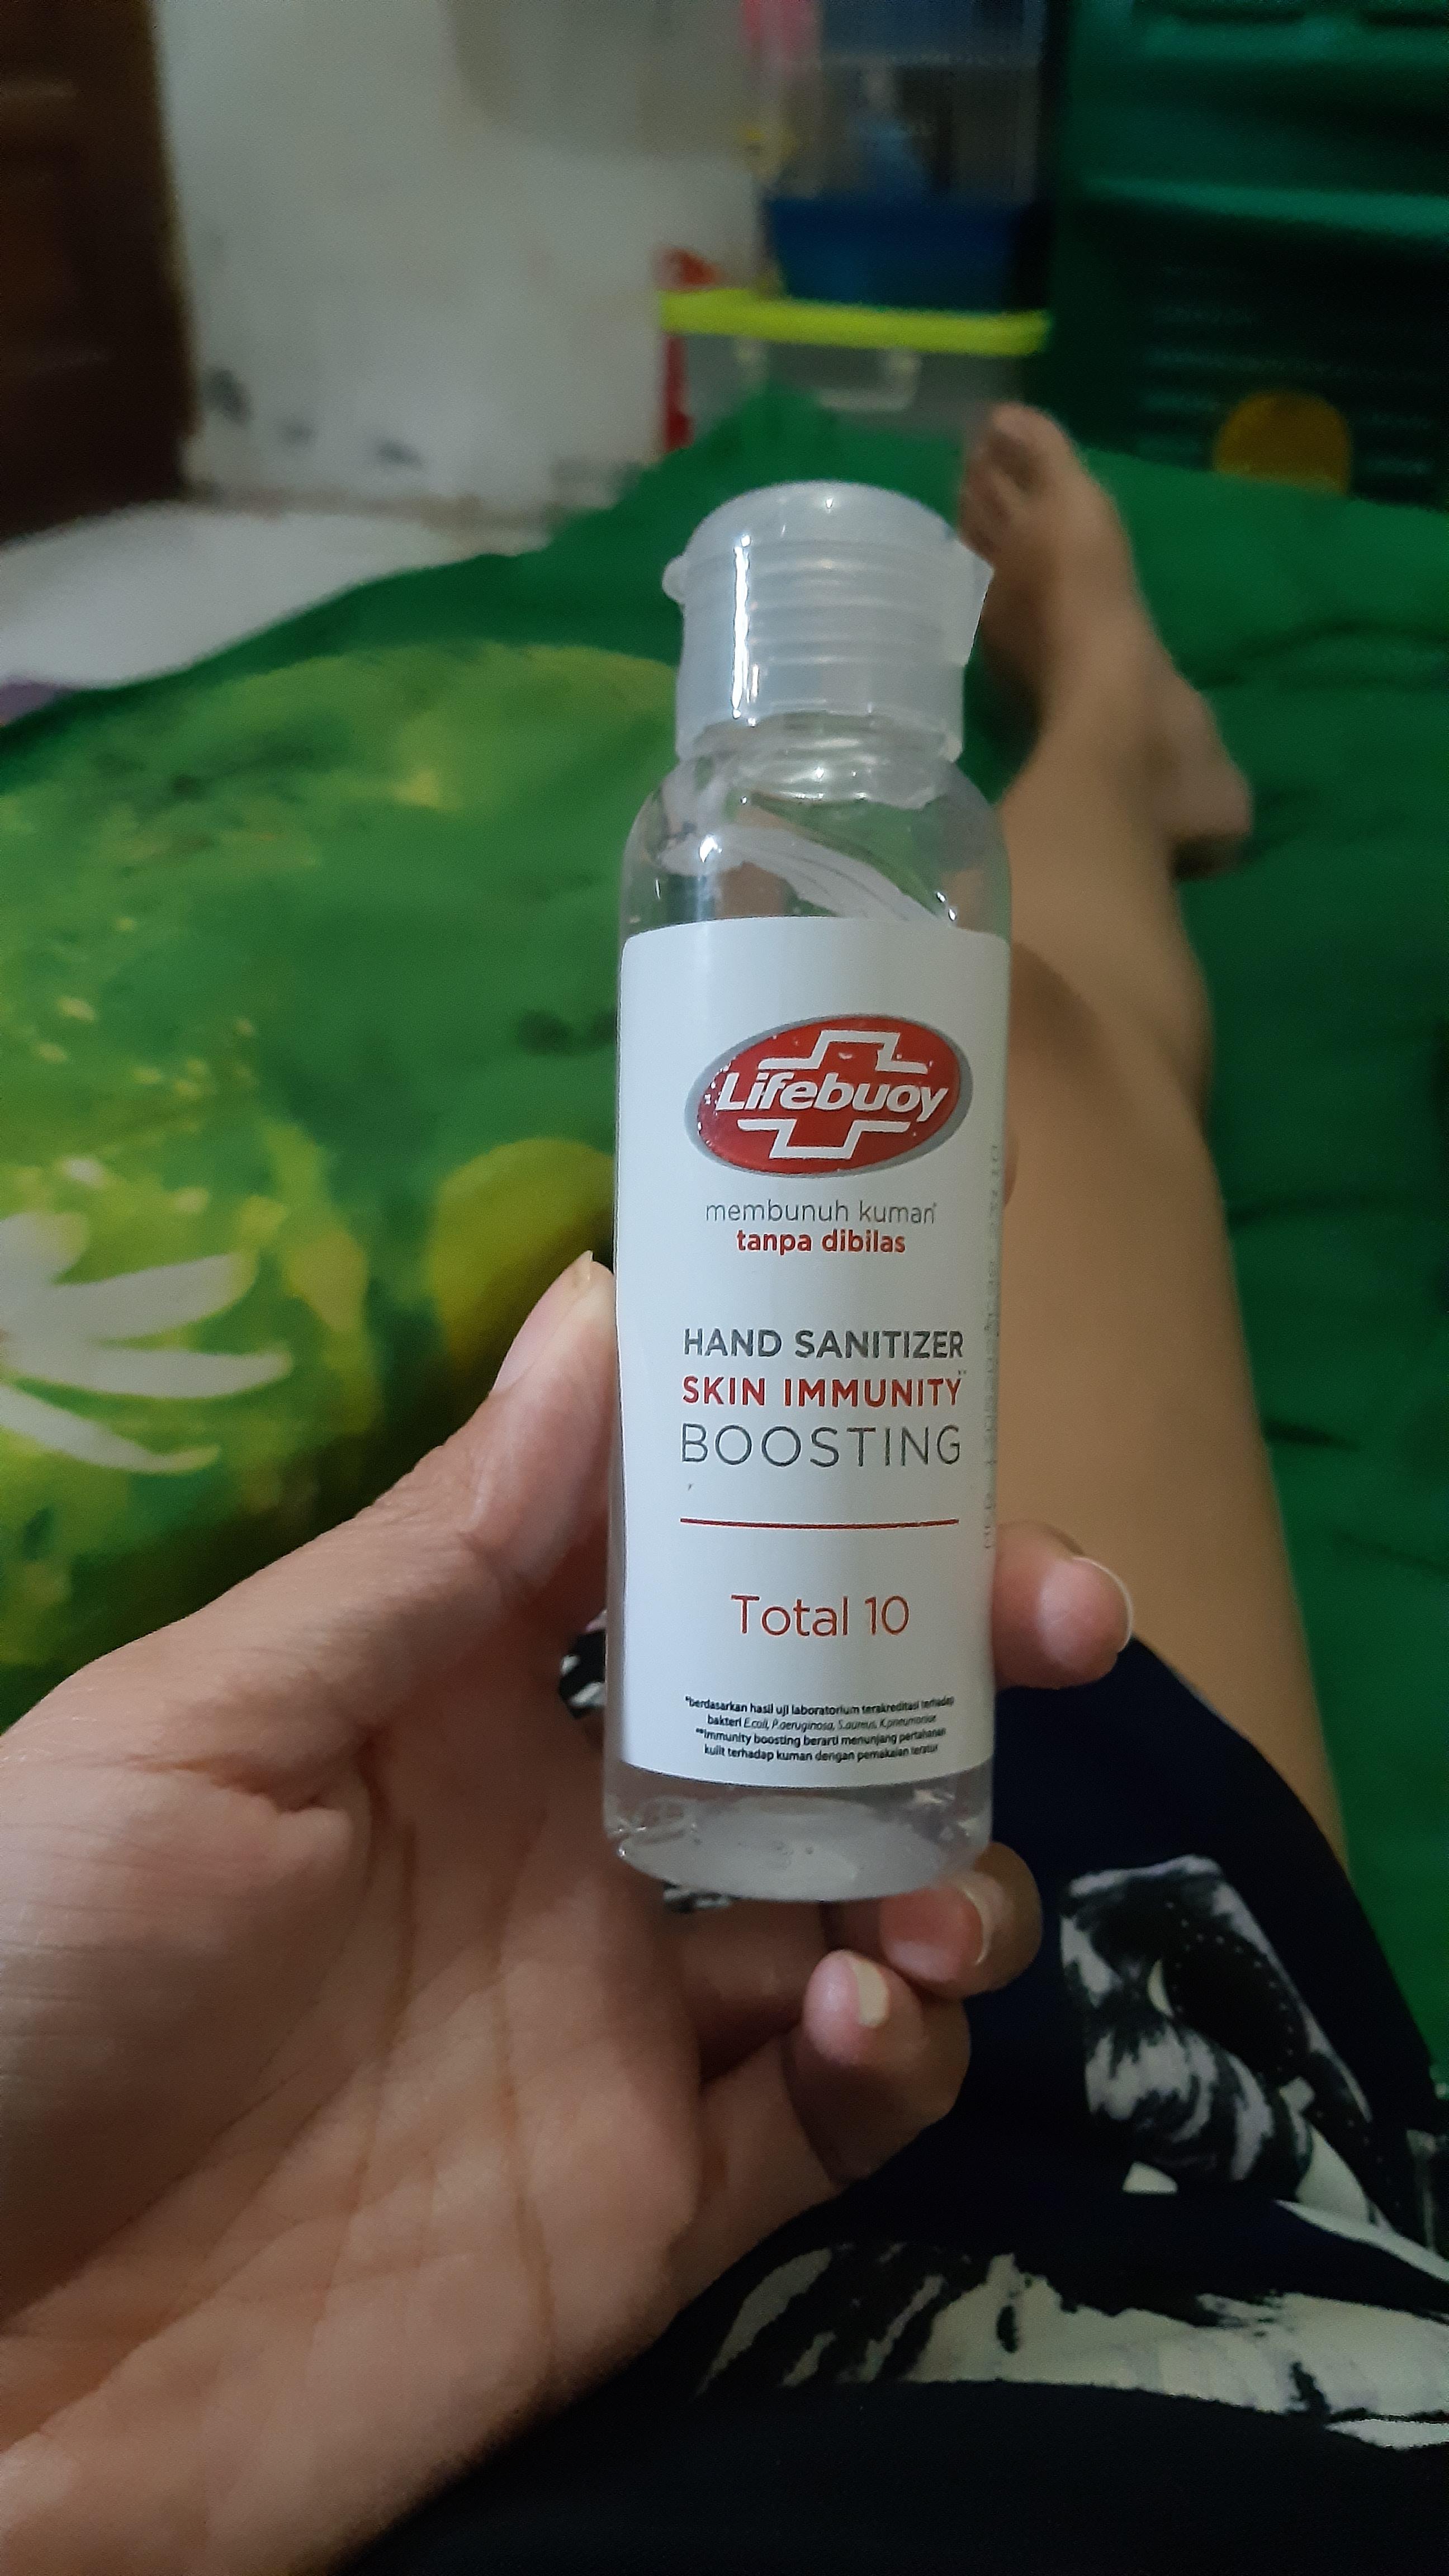 Lifebuoy
membunuh kuman*
tanpa dibilas
HAND SANITIZER
SKIN IMMUNITY**
BOOSTING
Total 10
*berdasarkan hasil uji laboratorium terakreditasi terhadap
bakteri E.coli, P.aeruginosa, S.aureus, K.pneumoniae
**Immunity boosting berarti menunjang pertahanan
kulit terhadap kuman dengan pemakaian teratur